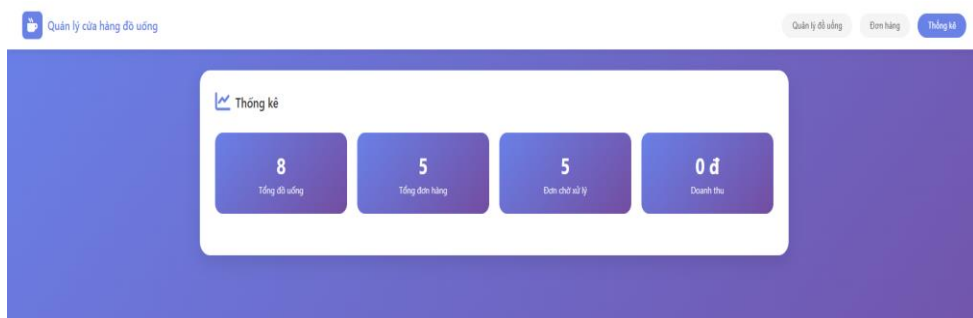 Quản lý cửa hàng đồ uống
Quản lý đồ uống
Đơn hàng
Thống kê
Thống kê
8
Tổng đồ uống
5
Tổng đơn hàng
5
Đơn chờ xử lý
0 đ
Doanh thu